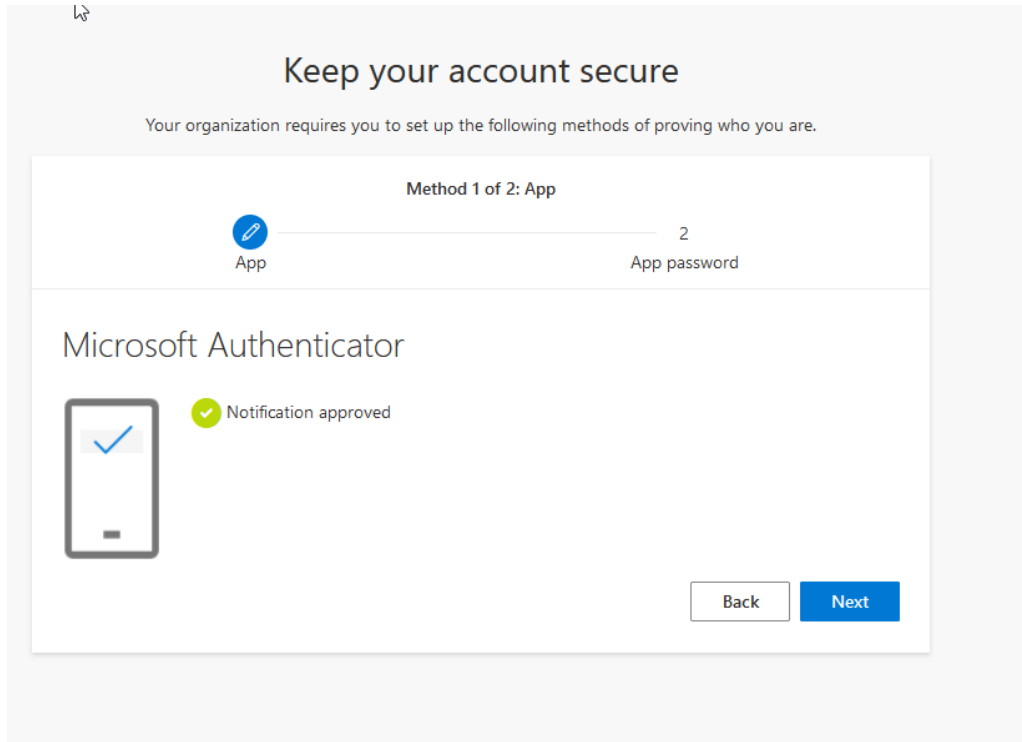 Keep your account secure
Your organization requires you to set up the following methods of proving who you are.
Method 1 of 2: App
2
App
App password
Microsoft Authenticator
Notification approved
Back
Next